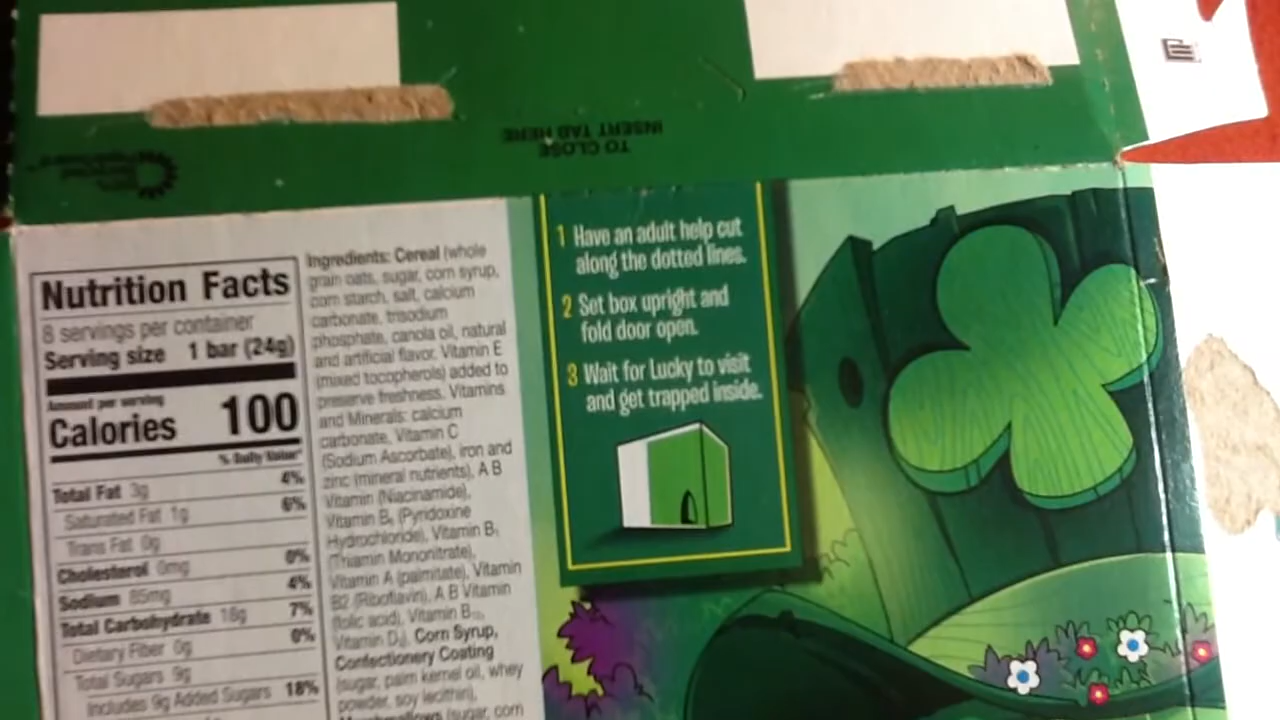 TO CLOSE
INSERT TAB HERE
Nutrition Facts
8 servings per container
Serving size 1 bar (24g)
Amount per serving
Calories 100
% Daily Value*
Total Fat 3g 4%
Saturated Fat 1g 6%
Trans Fat 0g
Cholesterol 0mg 0%
Sodium 85mg 4%
Total Carbohydrate 18g 7%
Dietary Fiber 0g 0%
Total Sugars 9g
Includes 9g Added Sugars 18%
Ingredients: Cereal (whole
grain oats, sugar, corn syrup,
corn starch, salt, calcium
carbonate, trisodium
phosphate, canola oil, natural
and artificial flavor, Vitamin E
(mixed tocopherols) added to
preserve freshness. Vitamins
and Minerals: calcium
carbonate, Vitamin C
(Sodium Ascorbate), iron and
zinc (mineral nutrients), A B
Vitamin (Niacinamide),
Vitamin B6 (Pyridoxine
Hydrochloride), Vitamin B1
(Thiamin Mononitrate),
Vitamin A (palmitate), Vitamin
B2 (Riboflavin), A B Vitamin
(folic acid), Vitamin B12,
Vitamin D3), Corn Syrup,
Confectionery Coating
(sugar, palm kernel oil, whey
powder, soy lecithin),
Marshmallows (sugar, corn
1 Have an adult help cut
along the dotted lines.
2 Set box upright and
fold door open.
3 Wait for Lucky to visit
and get trapped inside.